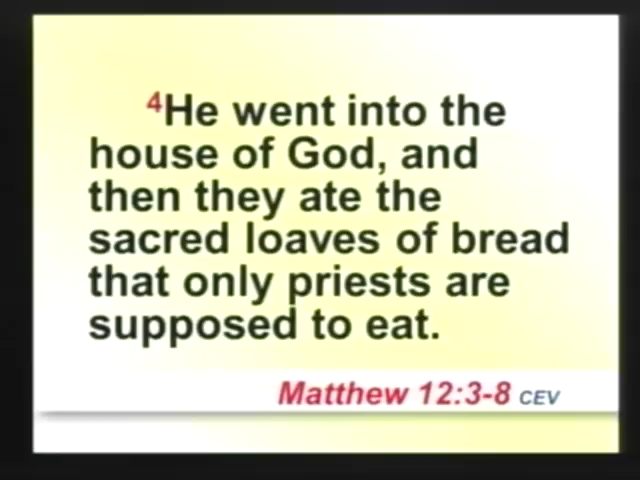 4He went into the
house of God, and
then they ate the
sacred loaves of bread
that only priests are
supposed to eat.
Matthew 12:3-8 CEV